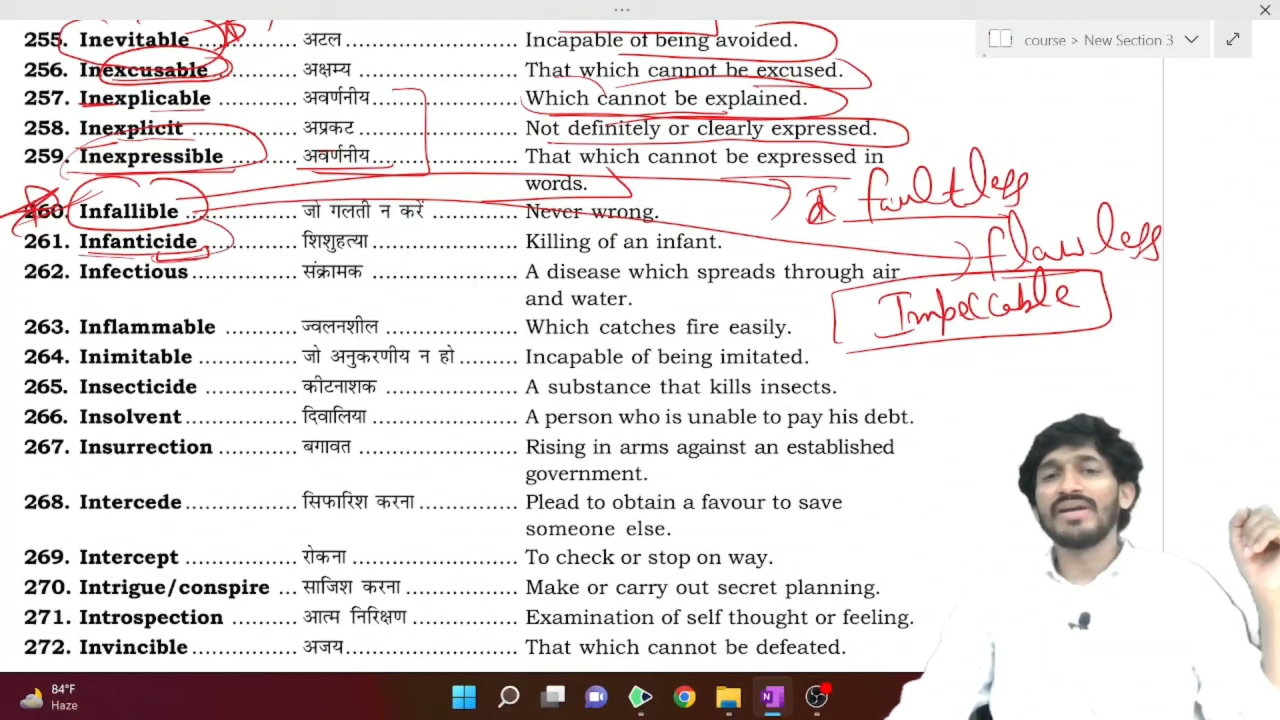 ...
course > New Section 3
255. Inevitable .................. अटल............................ Incapable of being avoided.
256. Inexcusable ............... अक्षम्य ......................... That which cannot be excused.
257. Inexplicable .............. अवर्णनीय...................... Which cannot be explained.
258. Inexplicit .................. अप्रकट ......................... Not definitely or clearly expressed.
259. Inexpressible ............ अवर्णनीय...................... That which cannot be expressed in
words.
260. Infallible ................... जो गलती न करें .............. Never wrong.
faultless
261. Infanticide ................ शिशुहत्या ...................... Killing of an infant.
flawless
262. Infectious ................. संक्रामक ....................... A disease which spreads through air
and water.
Impeccable
263. Inflammable ............. ज्वलनशील .................... Which catches fire easily.
264. Inimitable ................. जो अनुकरणीय न हो ......... Incapable of being imitated.
265. Insecticide ................ कीटनाशक ..................... A substance that kills insects.
266. Insolvent ................... दिवालिया ...................... A person who is unable to pay his debt.
267. Insurrection .............. बगावत .......................... Rising in arms against an established
government.
268. Intercede ................... सिफारिश करना ............... Plead to obtain a favour to save
someone else.
269. Intercept ................... रोकना ........................... To check or stop on way.
270. Intrigue/conspire ... साजिश करना ................. Make or carry out secret planning.
271. Introspection ............ आत्म निरिक्षण ................ Examination of self thought or feeling.
272. Invincible .................. अजय............................ That which cannot be defeated.
84°F
Haze